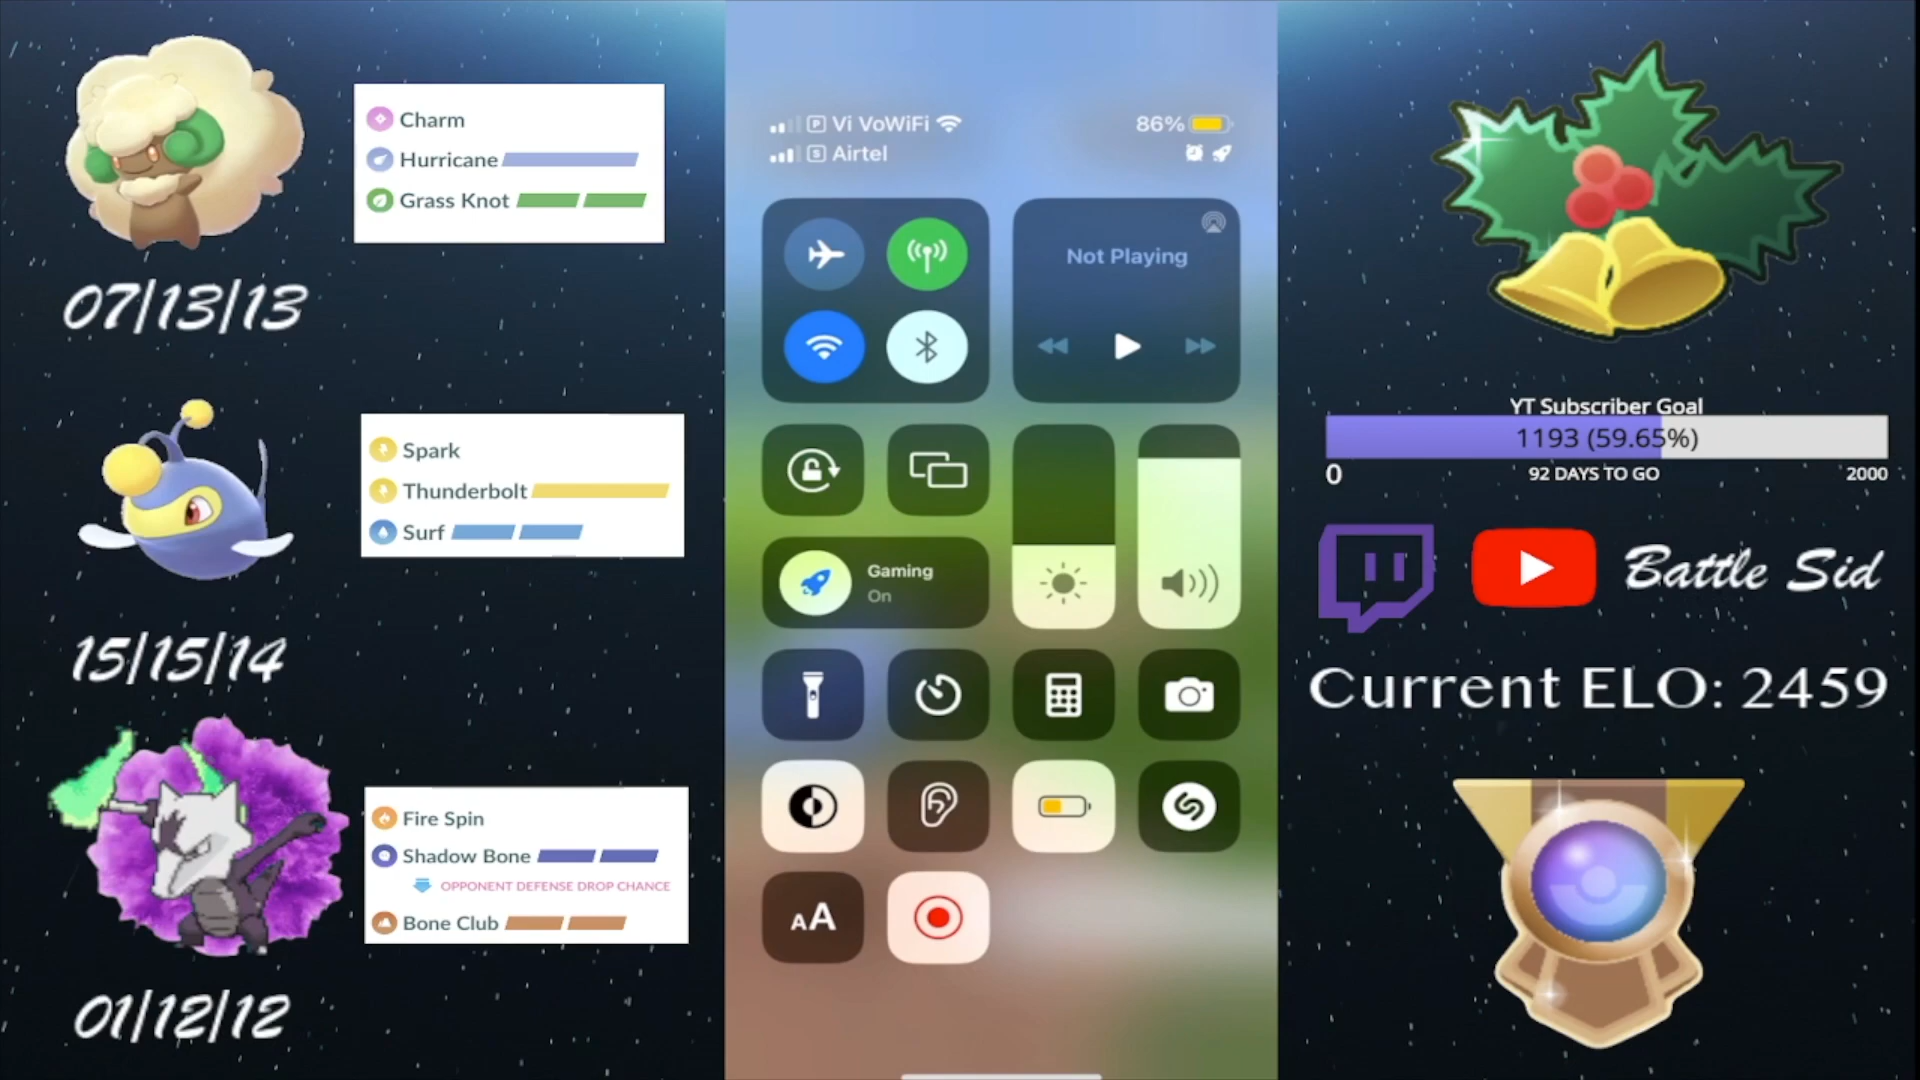 Charm
Hurricane
Grass Knot
07/13/13
Spark
Thunderbolt
Surf
15/15/14
Fire Spin
Shadow Bone
OPPONENT DEFENSE DROP CHANCE
Bone Club
01/12/12
P Vi VoWiFi
86%
S Airtel
Not Playing
Gaming
On
AA
YT Subscriber Goal
1193 (59.65%)
0
92 DAYS TO GO
2000
Battle Sid
Current ELO: 2459